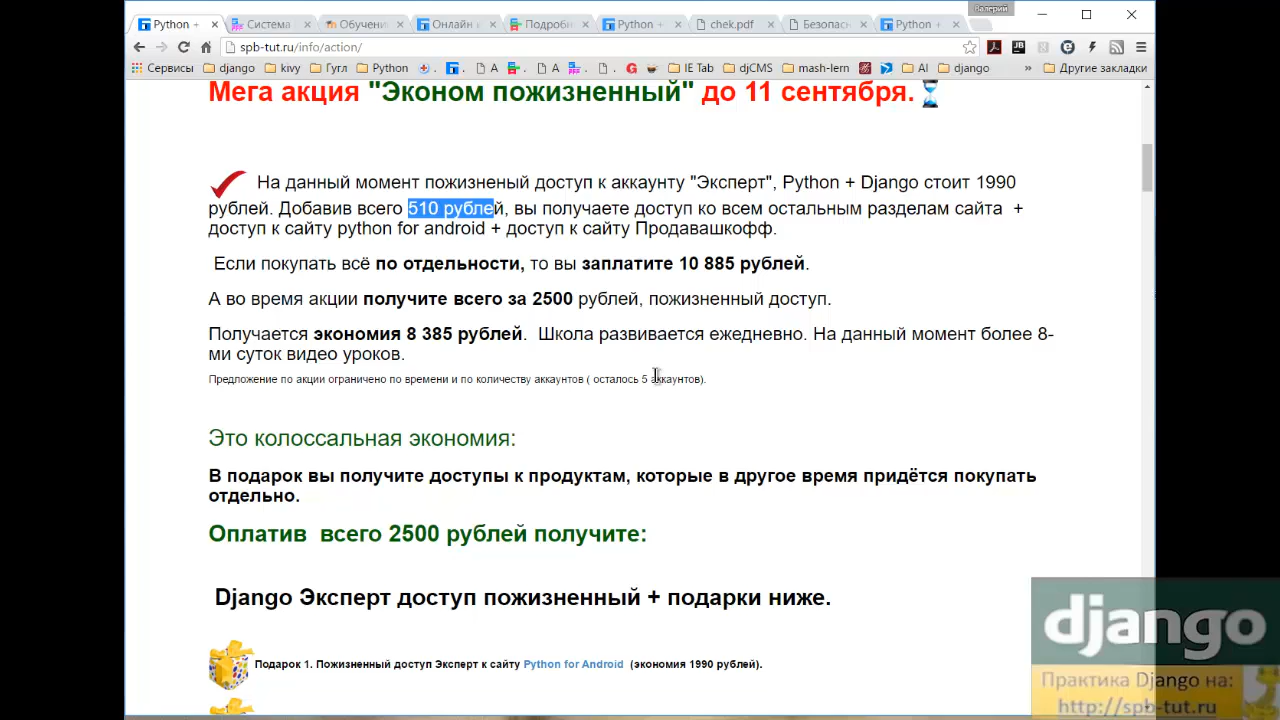 Валерий
Python +
Система
Обучени
Онлайн к
Подробн
Python +
chek.pdf
Безопасн
Python +
spb-tut.ru/info/action/
Сервисы django kivy Гугл Python A A G IE Tab djCMS mash-lern AI django » Другие закладки
Мега акция "Эконом пожизненный" до 11 сентября.
На данный момент пожизненый доступ к аккаунту "Эксперт", Python + Django стоит 1990
рублей. Добавив всего 510 рублей, вы получаете доступ ко всем остальным разделам сайта +
доступ к сайту python for android + доступ к сайту Продавашкофф.
Если покупать всё по отдельности, то вы заплатите 10 885 рублей.
А во время акции получите всего за 2500 рублей, пожизненный доступ.
Получается экономия 8 385 рублей. Школа развивается ежедневно. На данный момент более 8-
ми суток видео уроков.
Предложение по акции ограничено по времени и по количеству аккаунтов ( осталось 5 аккаунтов).
Это колоссальная экономия:
В подарок вы получите доступы к продуктам, которые в другое время придётся покупать
отдельно.
Оплатив всего 2500 рублей получите:
Django Эксперт доступ пожизненный + подарки ниже.
Подарок 1. Пожизненный доступ Эксперт к сайту Python for Android (экономия 1990 рублей).
django
Практика Django на:
http://spb-tut.ru